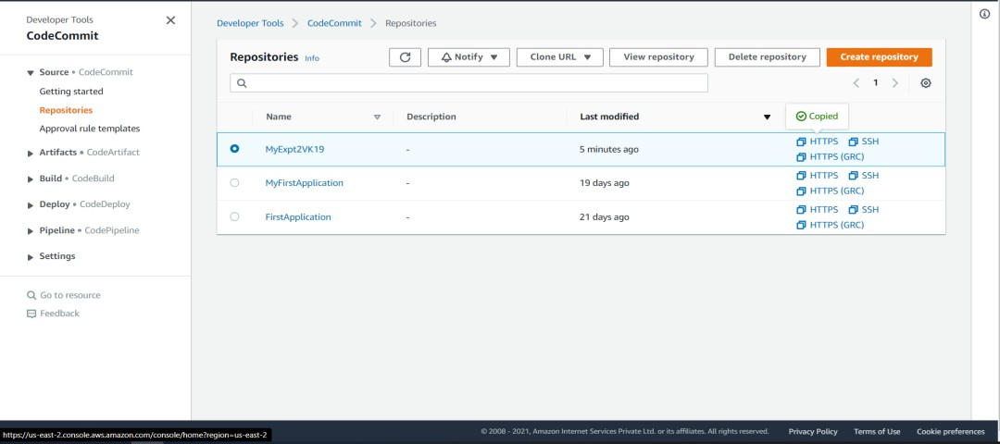 Developer Tools
CodeCommit
Source • CodeCommit
Getting started
Repositories
Approval rule templates
Artifacts • CodeArtifact
Build • CodeBuild
Deploy • CodeDeploy
Pipeline • CodePipeline
Settings
Go to resource
Feedback
Developer Tools > CodeCommit > Repositories
Repositories Info
Notify Clone URL View repository Delete repository Create repository
1
Name Description Last modified
Copied
MyExpt2VK19 - 5 minutes ago HTTPS SSH
HTTPS (GRC)
MyFirstApplication - 19 days ago HTTPS SSH
HTTPS (GRC)
FirstApplication - 21 days ago HTTPS SSH
HTTPS (GRC)
https://us-east-2.console.aws.amazon.com/console/home?region=us-east-2
© 2008 - 2021, Amazon Internet Services Private Ltd. or its affiliates. All rights reserved. Privacy Policy Terms of Use Cookie preferences